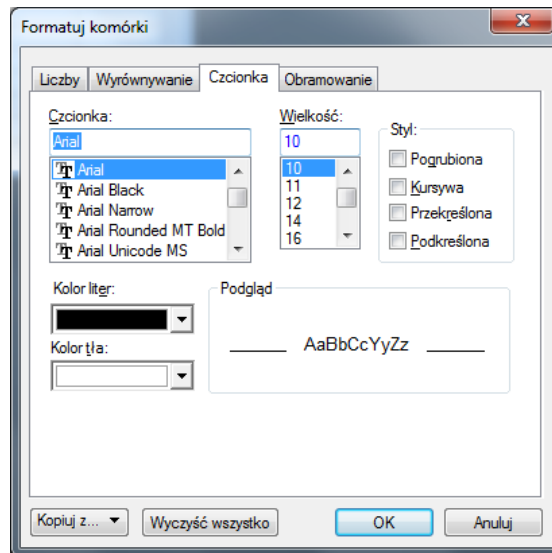 Formatuj komórki
Liczby Wyrównywanie Czcionka Obramowanie
Czcionka:
Arial
Arial
Arial Black
Arial Narrow
Arial Rounded MT Bold
Arial Unicode MS
Wielkość:
10
10
11
12
14
16
Styl:
Pogrubiona
Kursywa
Przekreślona
Podkreślona
Kolor liter:
Kolor tła:
Podgląd
AaBbCcYyZz
Kopiuj z... Wyczyść wszystko OK Anuluj